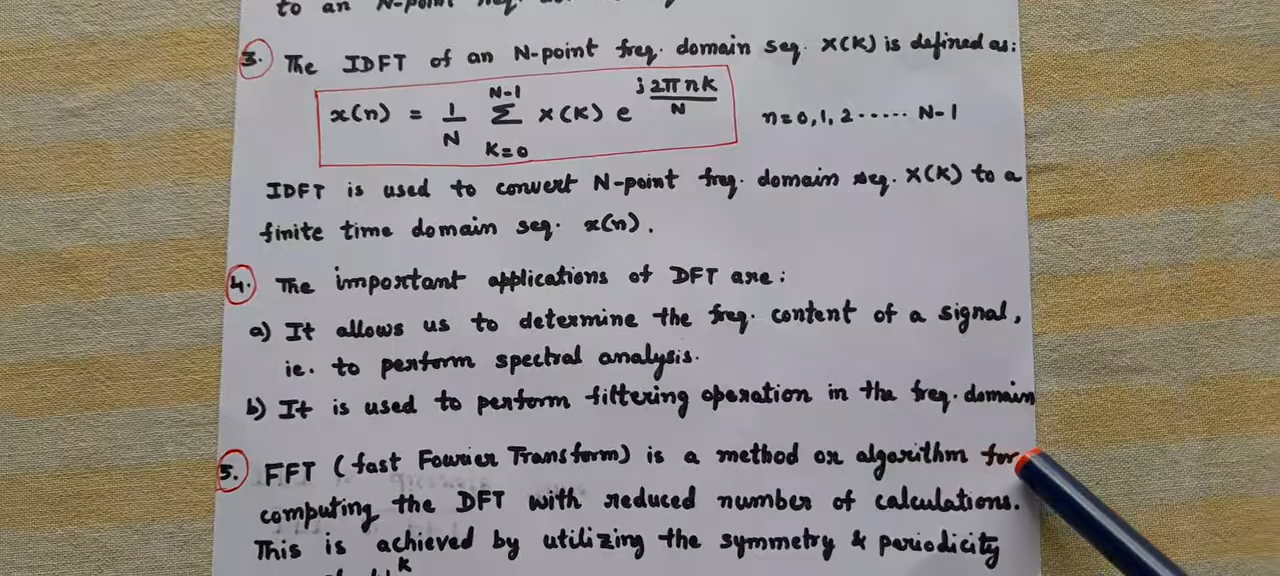 to an N-point freq.
3. The IDFT of an N-point freq. domain seq. X(K) is defined as:
x(n) = 1/N N-1 Σ K=0 X(K) e j2πnk/N n=0,1,2 ..... N-1
IDFT is used to convert N-point freq. domain seq. X(K) to a
finite time domain seq. x(n).
4. The important applications of DFT are:
a) It allows us to determine the freq. content of a signal,
ie. to perform spectral analysis.
b) It is used to perform filtering operation in the freq. domain
5. FFT (fast Fourier Transform) is a method or algorithm for
computing the DFT with reduced number of calculations.
This is achieved by utilizing the symmetry & periodicity
k